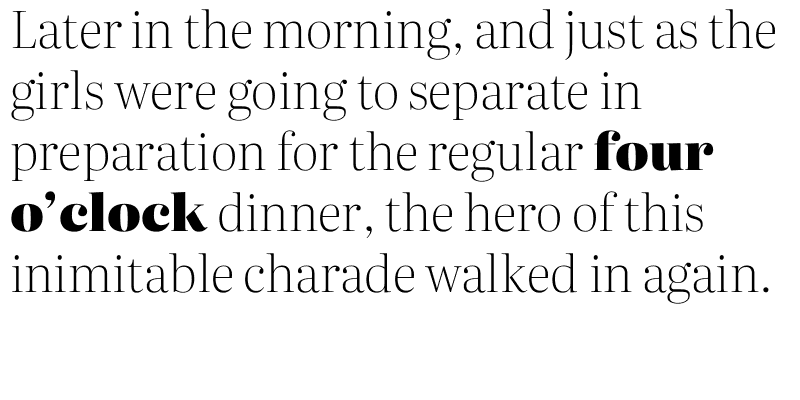 Later in the morning, and just as the
girls were going to separate in
preparation for the regular four
o’clock dinner, the hero of this
inimitable charade walked in again.